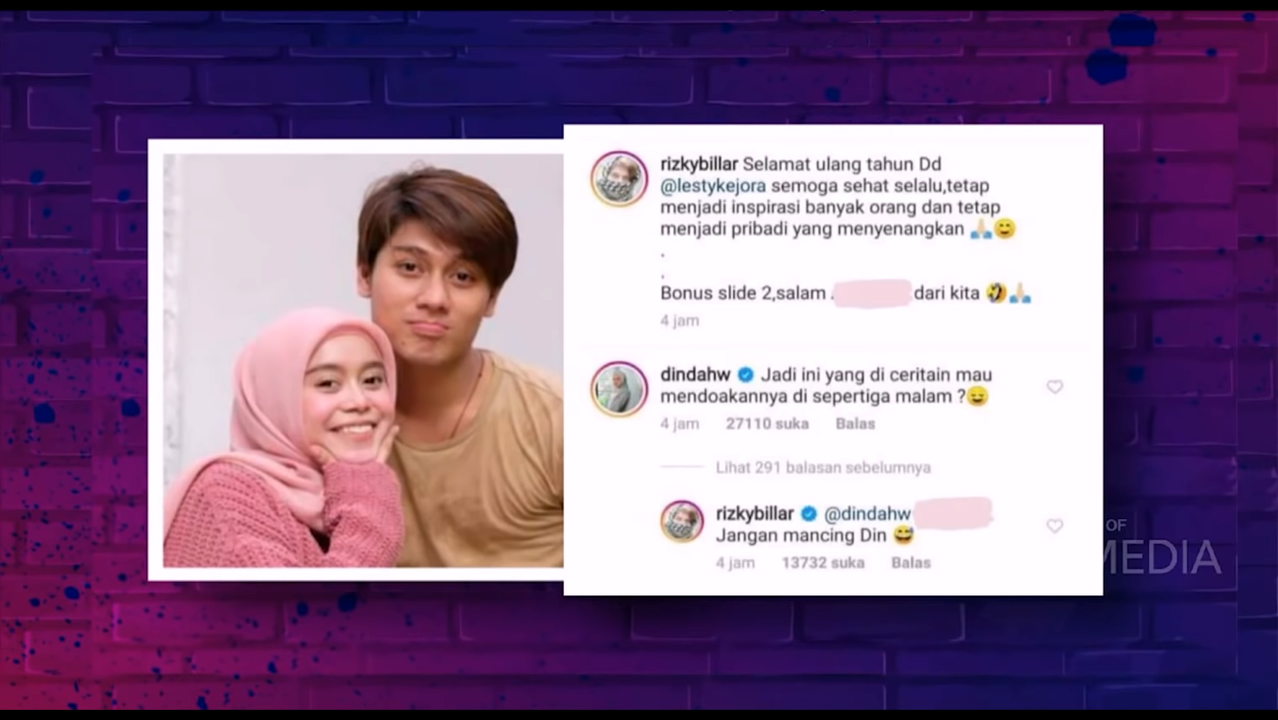 rizkybillar Selamat ulang tahun Dd
@lestykejora semoga sehat selalu,tetap
menjadi inspirasi banyak orang dan tetap
menjadi pribadi yang menyenangkan 🙏🏻😊
.
.
Bonus slide 2,salam dari kita 🤣🙏🏻
4 jam
dindahw Jadi ini yang di ceritain mau
mendoakannya di sepertiga malam ?😄
4 jam 27110 suka Balas
Lihat 291 balasan sebelumnya
rizkybillar @dindahw
Jangan mancing Din 😅
4 jam 13732 suka Balas
OF
MEDIA